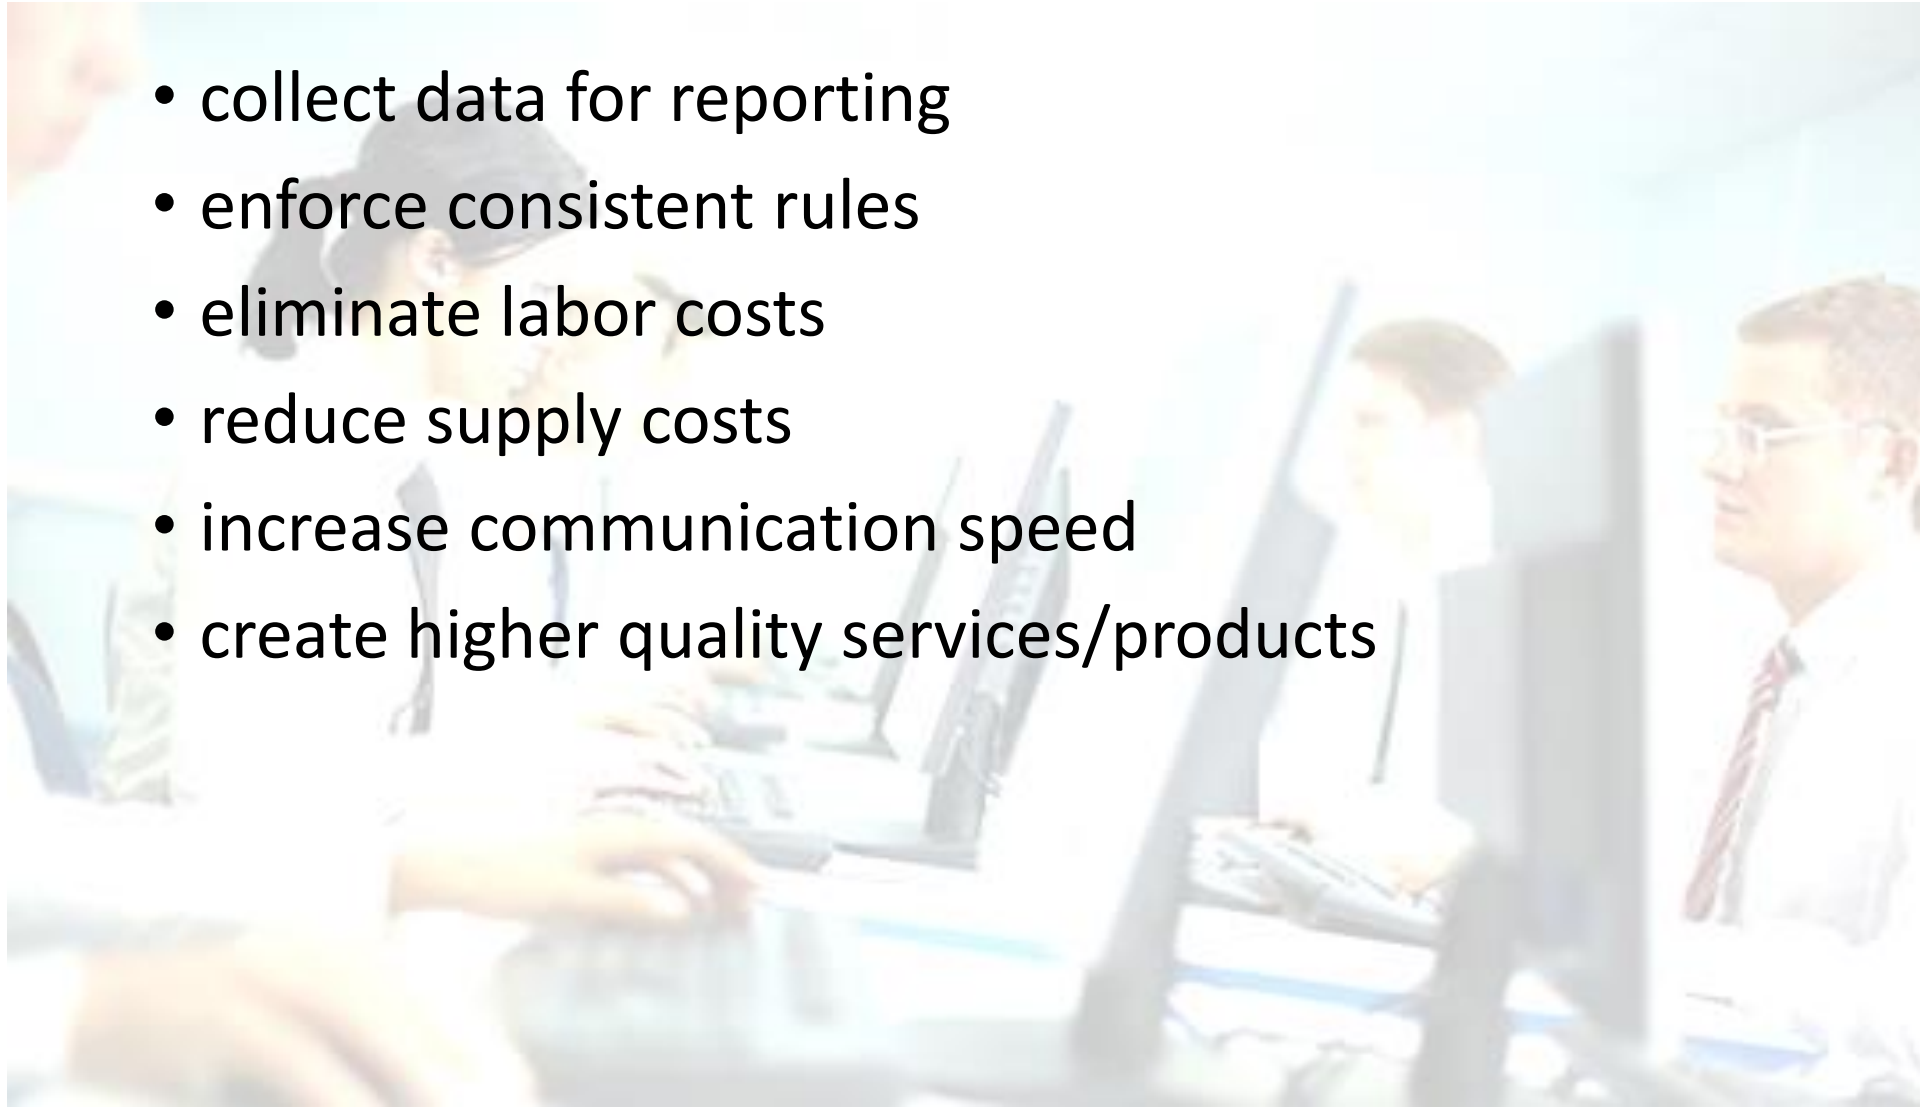 • collect data for reporting
• enforce consistent rules
• eliminate labor costs
• reduce supply costs
• increase communication speed
• create higher quality services/products